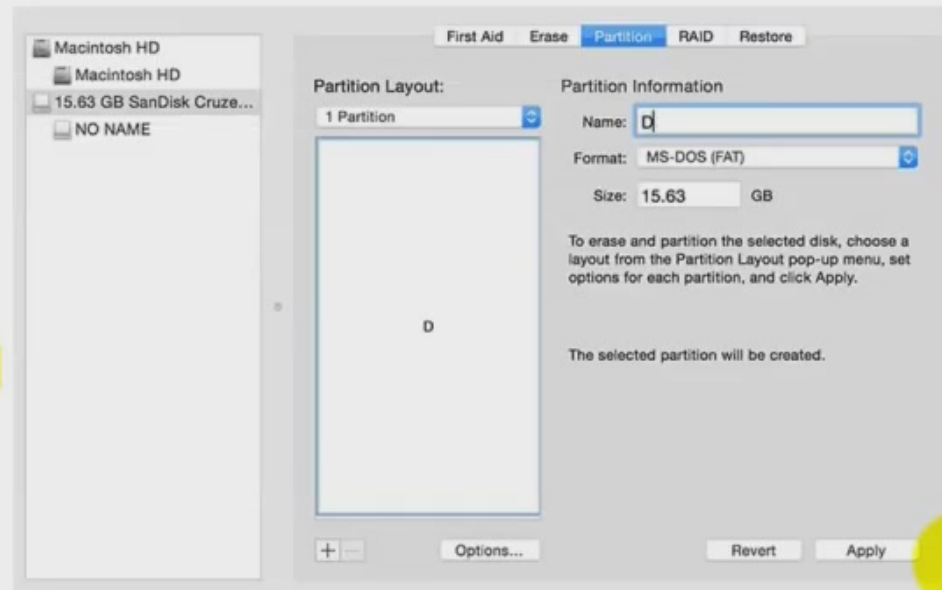 First Aid Erase Partition RAID Restore
Macintosh HD
Macintosh HD
15.63 GB SanDisk Cruze...
NO NAME
Partition Layout:
1 Partition
D
Partition Information
Name: D
Format: MS-DOS (FAT)
Size: 15.63 GB
To erase and partition the selected disk, choose a
layout from the Partition Layout pop-up menu, set
options for each partition, and click Apply.
The selected partition will be created.
+ −
Options...
Revert
Apply